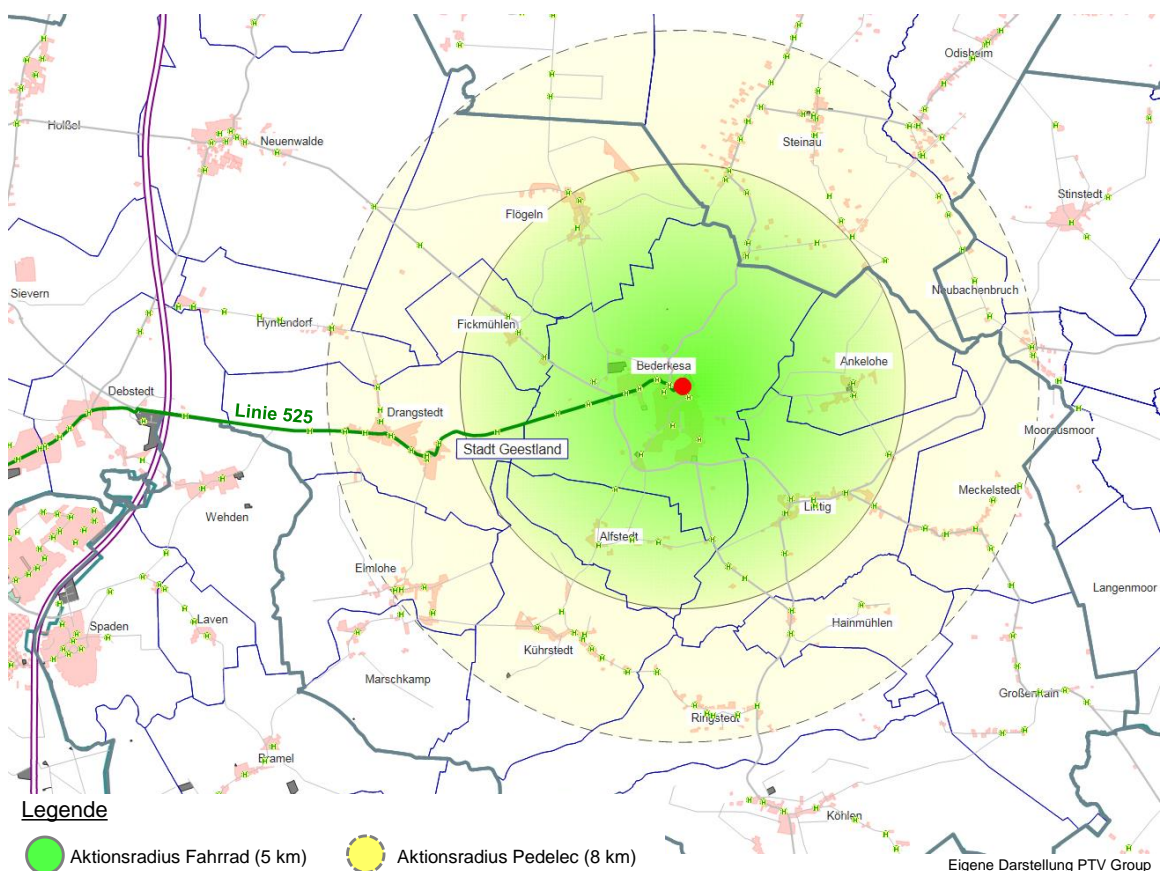 Odisheim
Holßel
Neuenwalde
Steinau
Stinstedt
Flögeln
Sievern
Neubachenbruch
Hymendorf
Fickmühlen
Bederkesa
Ankelohe
Debstedt
Linie 525
Drangstedt
Stadt Geestland
Moorausmoor
Meckelstedt
Wehden
Lintig
Alfstedt
Elmlohe
Langenmoor
Spaden
Laven
Hainmühlen
Kührstedt
Marschkamp
Großenhain
Ringstedt
Bramel
Köhlen
Legende
Aktionsradius Fahrrad (5 km)
Aktionsradius Pedelec (8 km)
Eigene Darstellung PTV Group